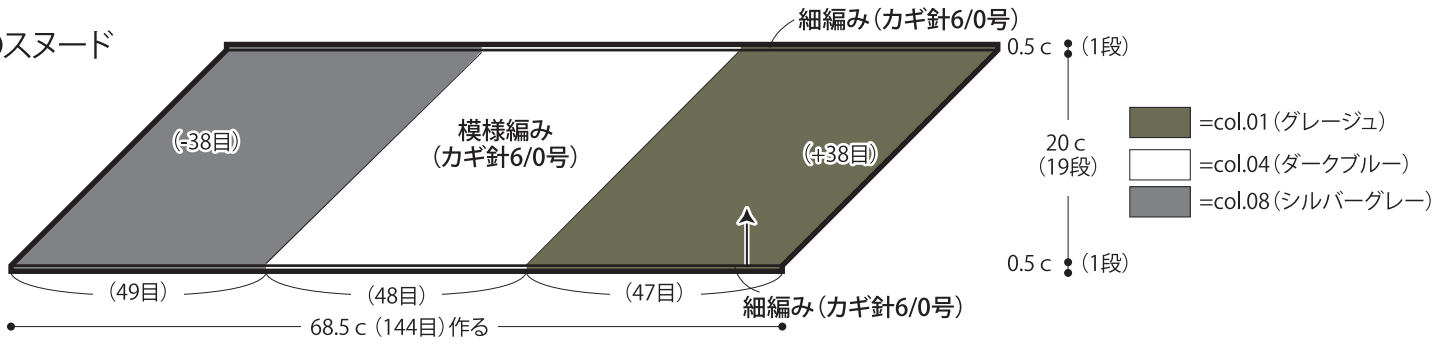 スヌード
細編み（カギ針6/0号）
0.5 c （1段）
(-38目)
模様編み
（カギ針6/0号）
(+38目)
20 c
（19段）
=col.01（グレージュ）
=col.04（ダークブルー）
=col.08（シルバーグレー）
0.5 c （1段）
（49目）
（48目）
（47目）
細編み（カギ針6/0号）
68.5 c（144目）作る